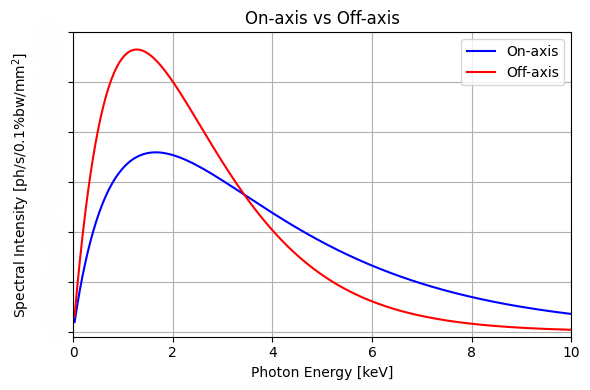 On-axis vs Off-axis
On-axis
Off-axis
Spectral Intensity [ph/s/0.1%bw/mm²]
0 2 4 6 8 10
Photon Energy [keV]